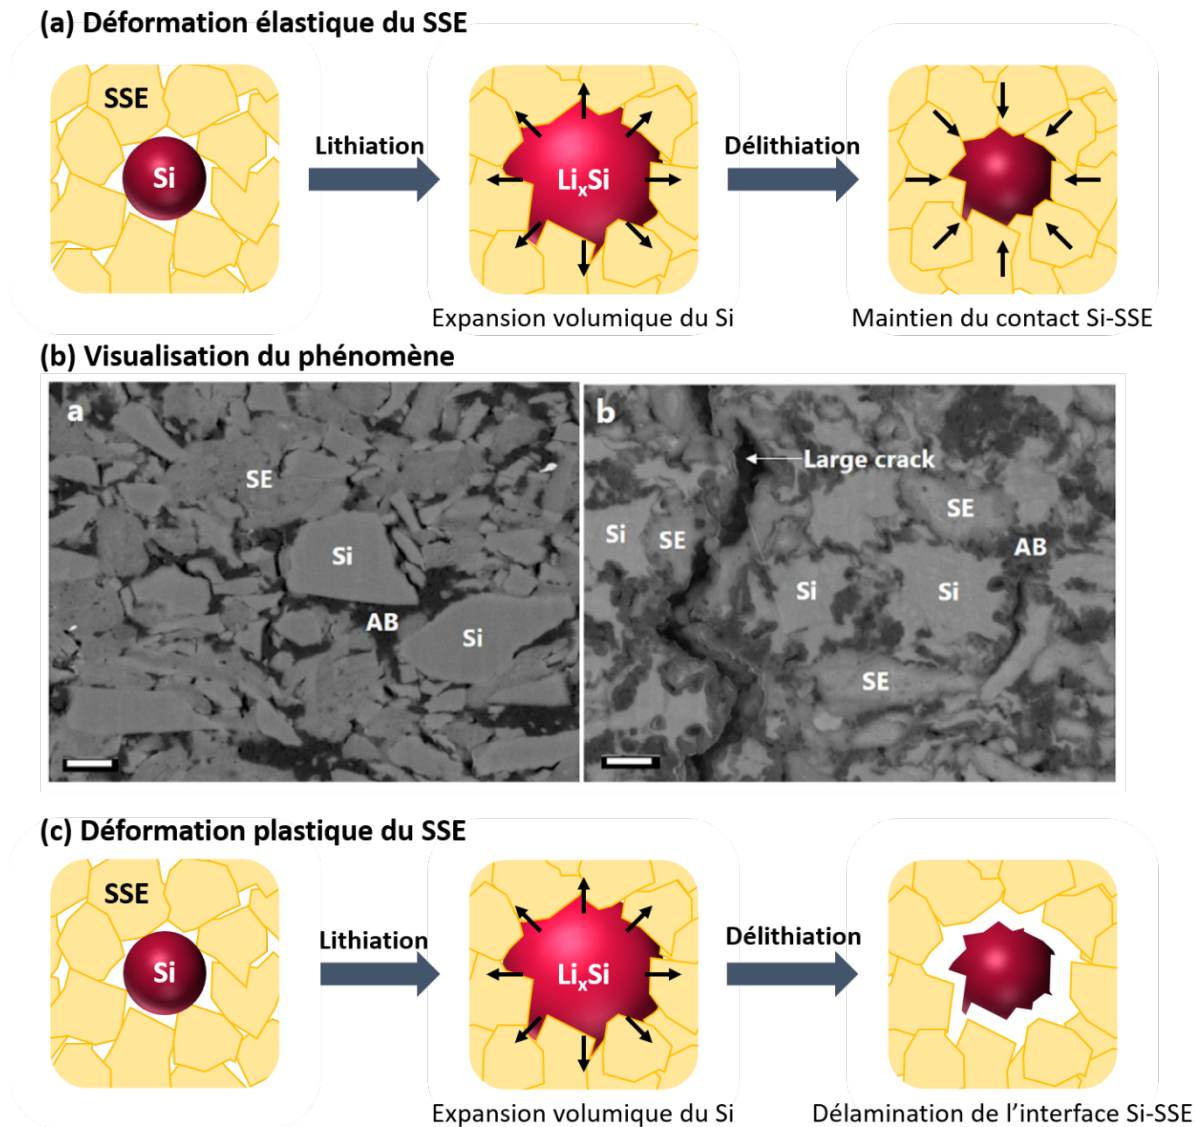 (a) Déformation élastique du SSE
SSE
Si
Lithiation
LixSi
Délithiation
Expansion volumique du Si
Maintien du contact Si-SSE
(b) Visualisation du phénomène
a
SE
Si
AB
Si
b
Large crack
SE
Si
SE
AB
Si
Si
SE
(c) Déformation plastique du SSE
SSE
Si
Lithiation
LixSi
Délithiation
Expansion volumique du Si
Délamination de l’interface Si-SSE